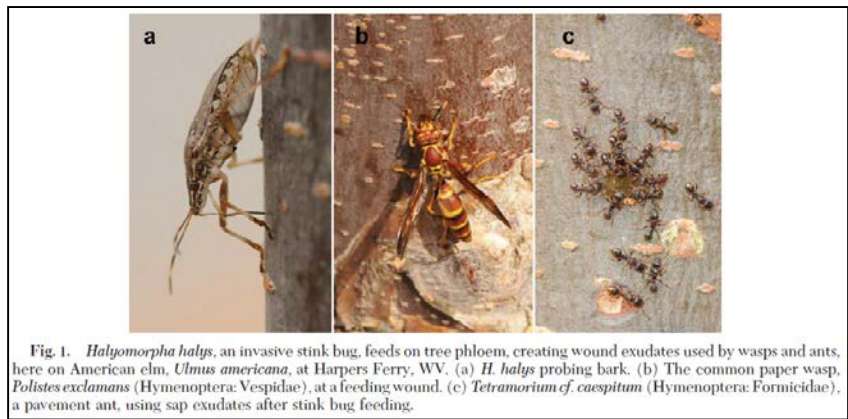 a b c
Fig. 1. Halyomorpha halys, an invasive stink bug, feeds on tree phloem, creating wound exudates used by wasps and ants,
here on American elm, Ulmus americana, at Harpers Ferry, WV. (a) H. halys probing bark. (b) The common paper wasp,
Polistes exclamans (Hymenoptera: Vespidae), at a feeding wound. (c) Tetramorium cf. caespitum (Hymenoptera: Formicidae),
a pavement ant, using sap exudates after stink bug feeding.